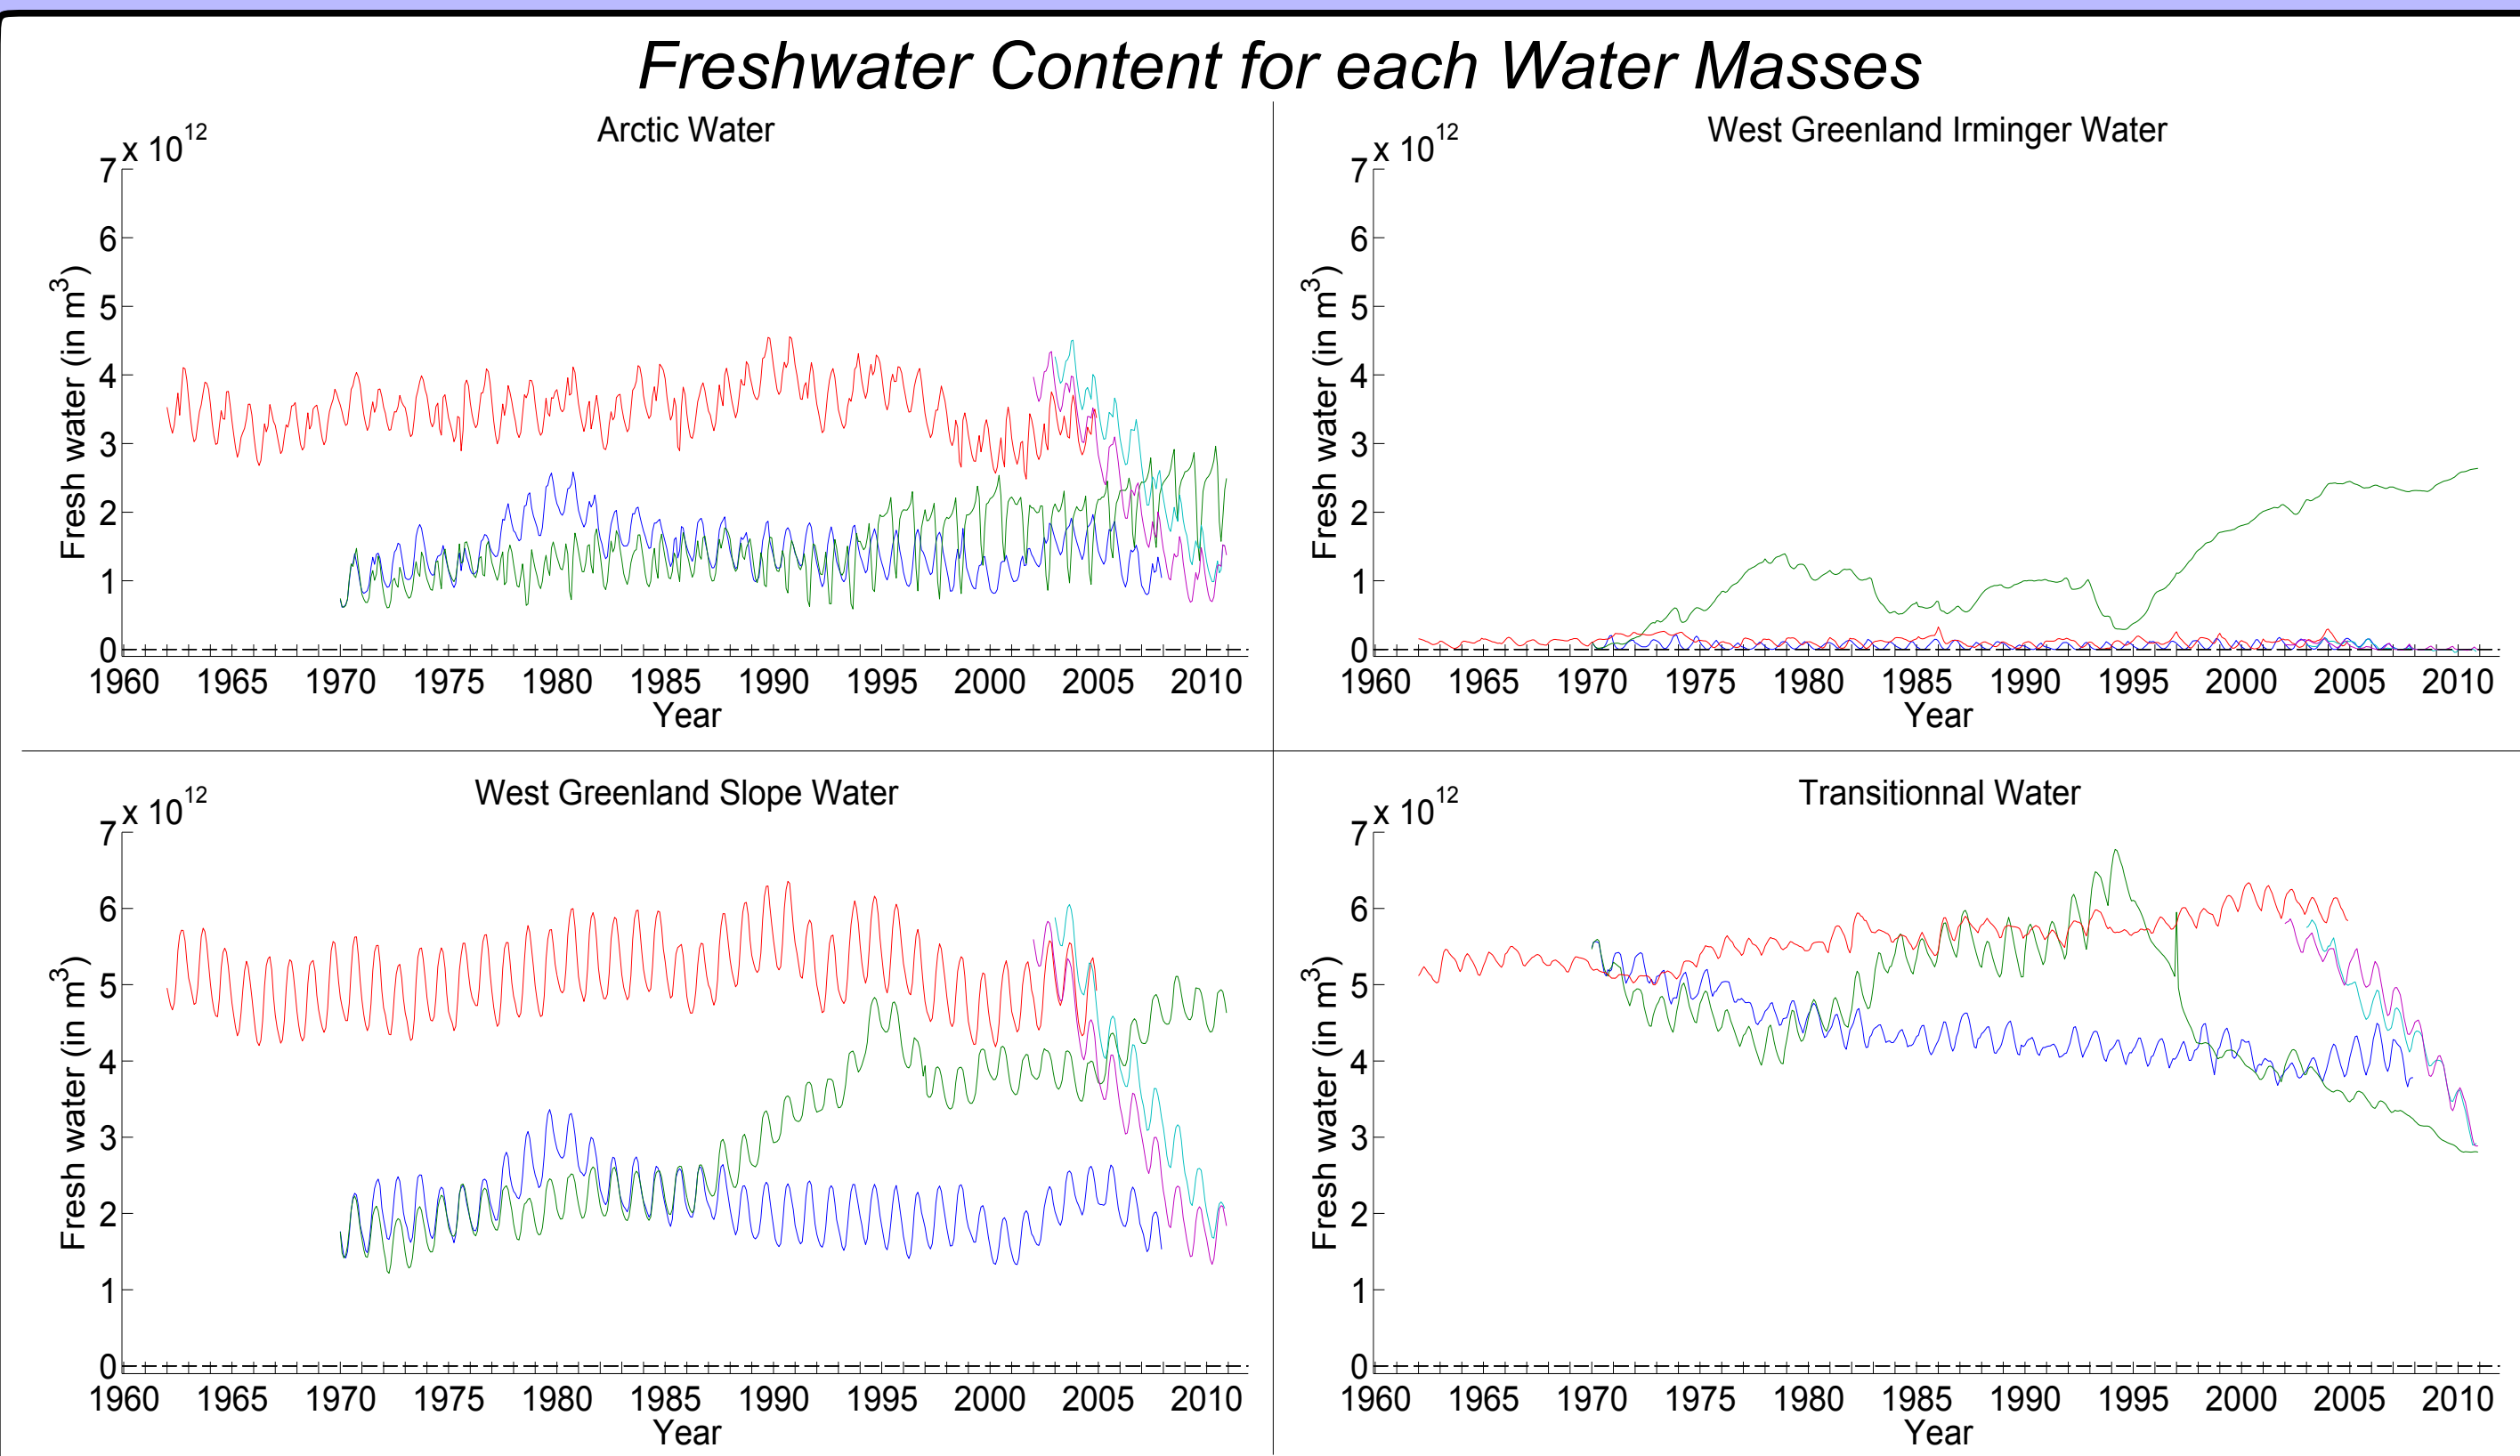 Freshwater Content for each Water Masses
Arctic Water
x 10^12
7
6
5
4
3
2
1
0
Fresh water (in m^3)
1960 1965 1970 1975 1980 1985 1990 1995 2000 2005 2010
Year
West Greenland Irminger Water
x 10^12
7
6
5
4
3
2
1
0
Fresh water (in m^3)
1960 1965 1970 1975 1980 1985 1990 1995 2000 2005 2010
Year
West Greenland Slope Water
x 10^12
7
6
5
4
3
2
1
0
Fresh water (in m^3)
1960 1965 1970 1975 1980 1985 1990 1995 2000 2005 2010
Year
Transitionnal Water
x 10^12
7
6
5
4
3
2
1
0
Fresh water (in m^3)
1960 1965 1970 1975 1980 1985 1990 1995 2000 2005 2010
Year